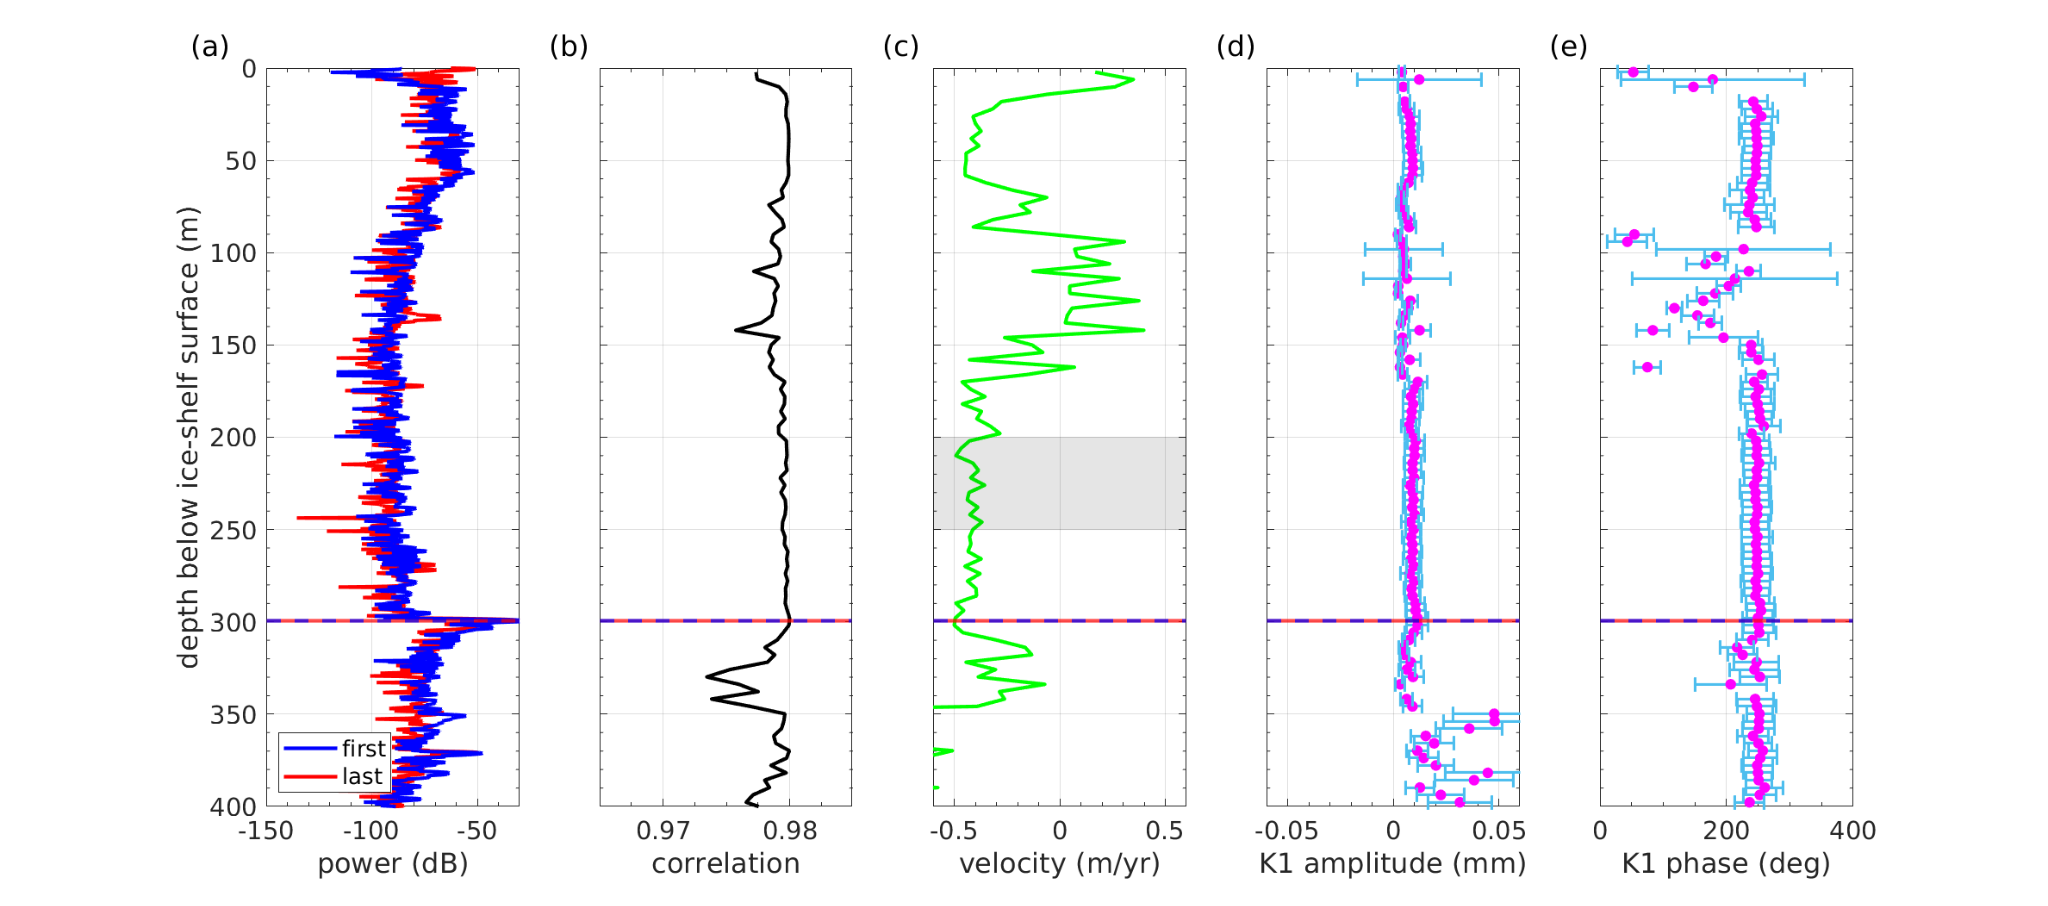 (a) (b) (c) (d) (e)
0
50
100
150
200
250
300
350
400
depth below ice-shelf surface (m)
first
last
-150 -100 -50
0.97 0.98
-0.5 0 0.5
-0.05 0 0.05
0 200 400
power (dB)
correlation
velocity (m/yr)
K1 amplitude (mm)
K1 phase (deg)